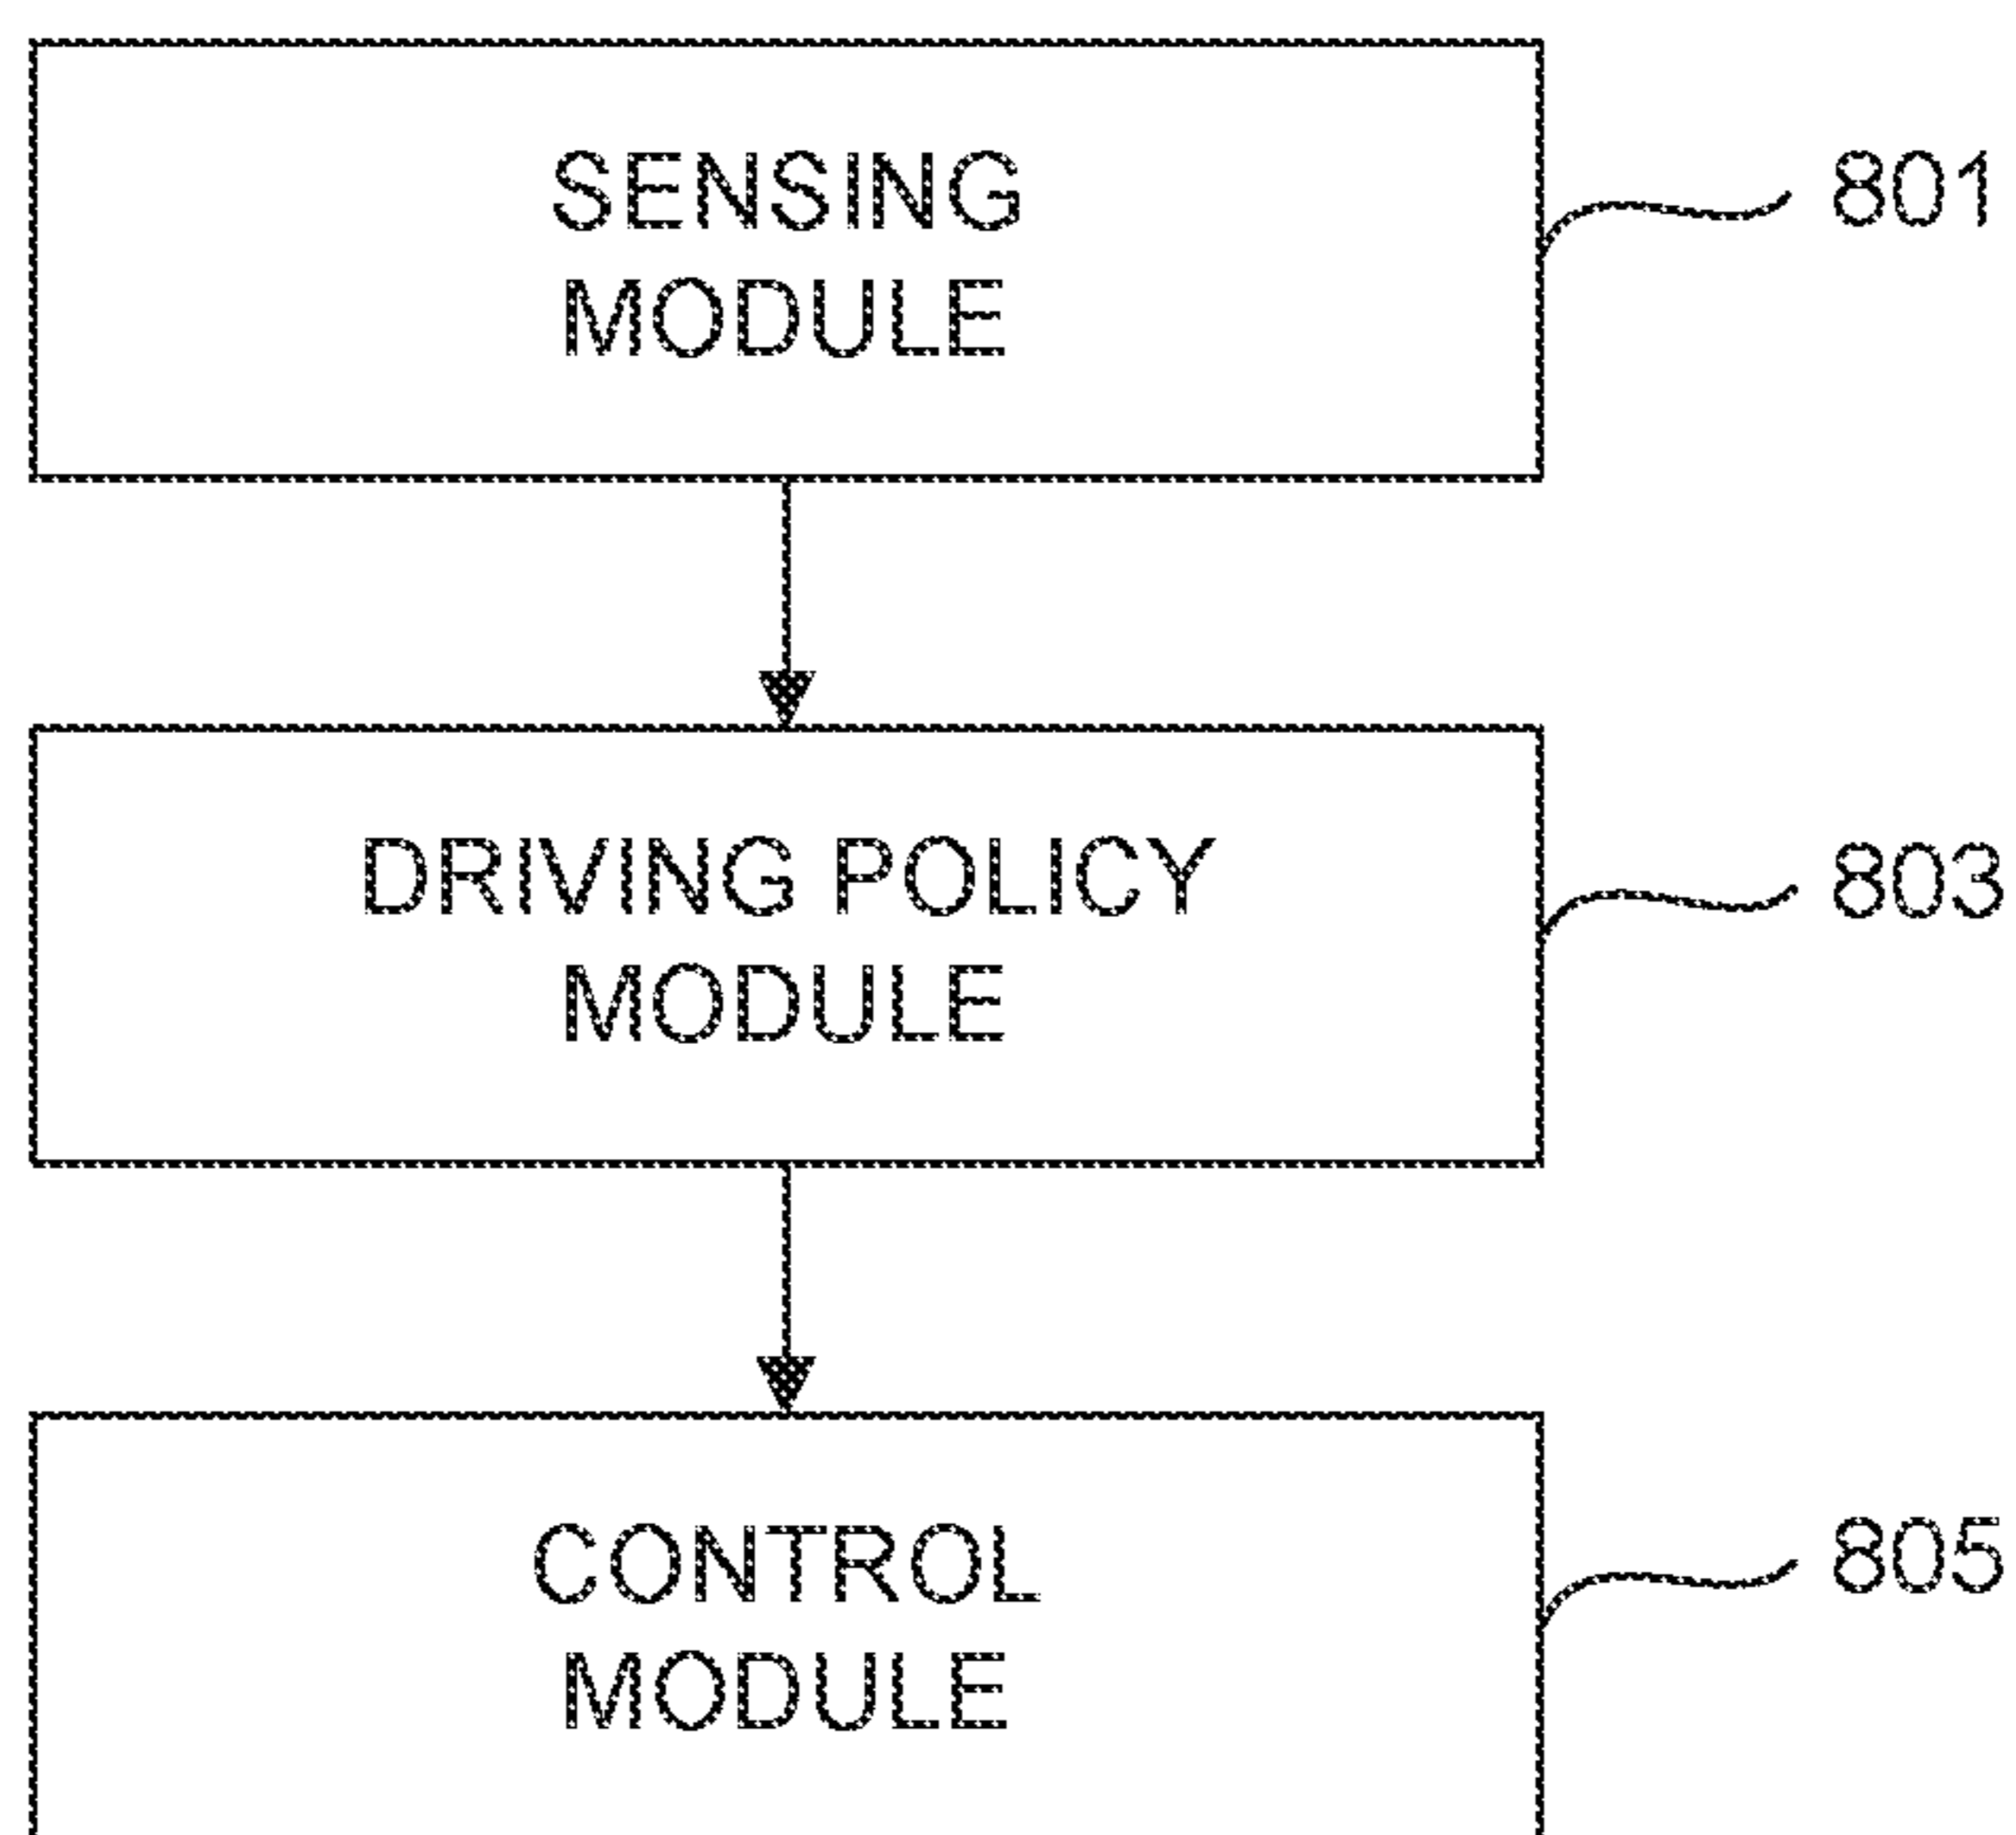 SENSING
MODULE
801
DRIVING POLICY
MODULE
803
CONTROL
MODULE
805